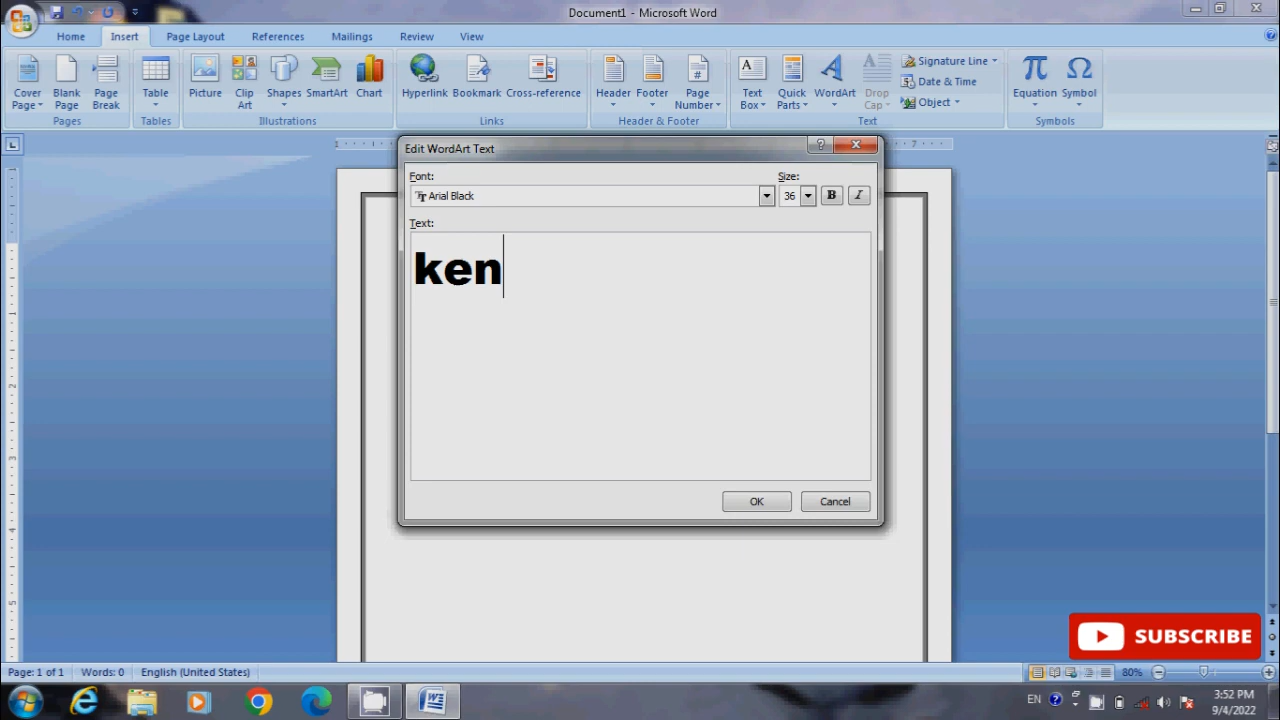 Document1 - Microsoft Word
Home Insert Page Layout References Mailings Review View
Cover Page
Blank Page
Page Break
Table
Picture
Clip Art
Shapes
SmartArt
Chart
Hyperlink
Bookmark
Cross-reference
Header
Footer
Page Number
Text Box
Quick Parts
WordArt
Drop Cap
Signature Line
Date & Time
Object
Equation
Symbol
Pages Tables Illustrations Links Header & Footer Text Symbols
Edit WordArt Text
Font: Size:
Arial Black 36 B I
Text:
ken
OK Cancel
SUBSCRIBE
Page: 1 of 1 Words: 0 English (United States) 80%
EN 3:52 PM
9/4/2022